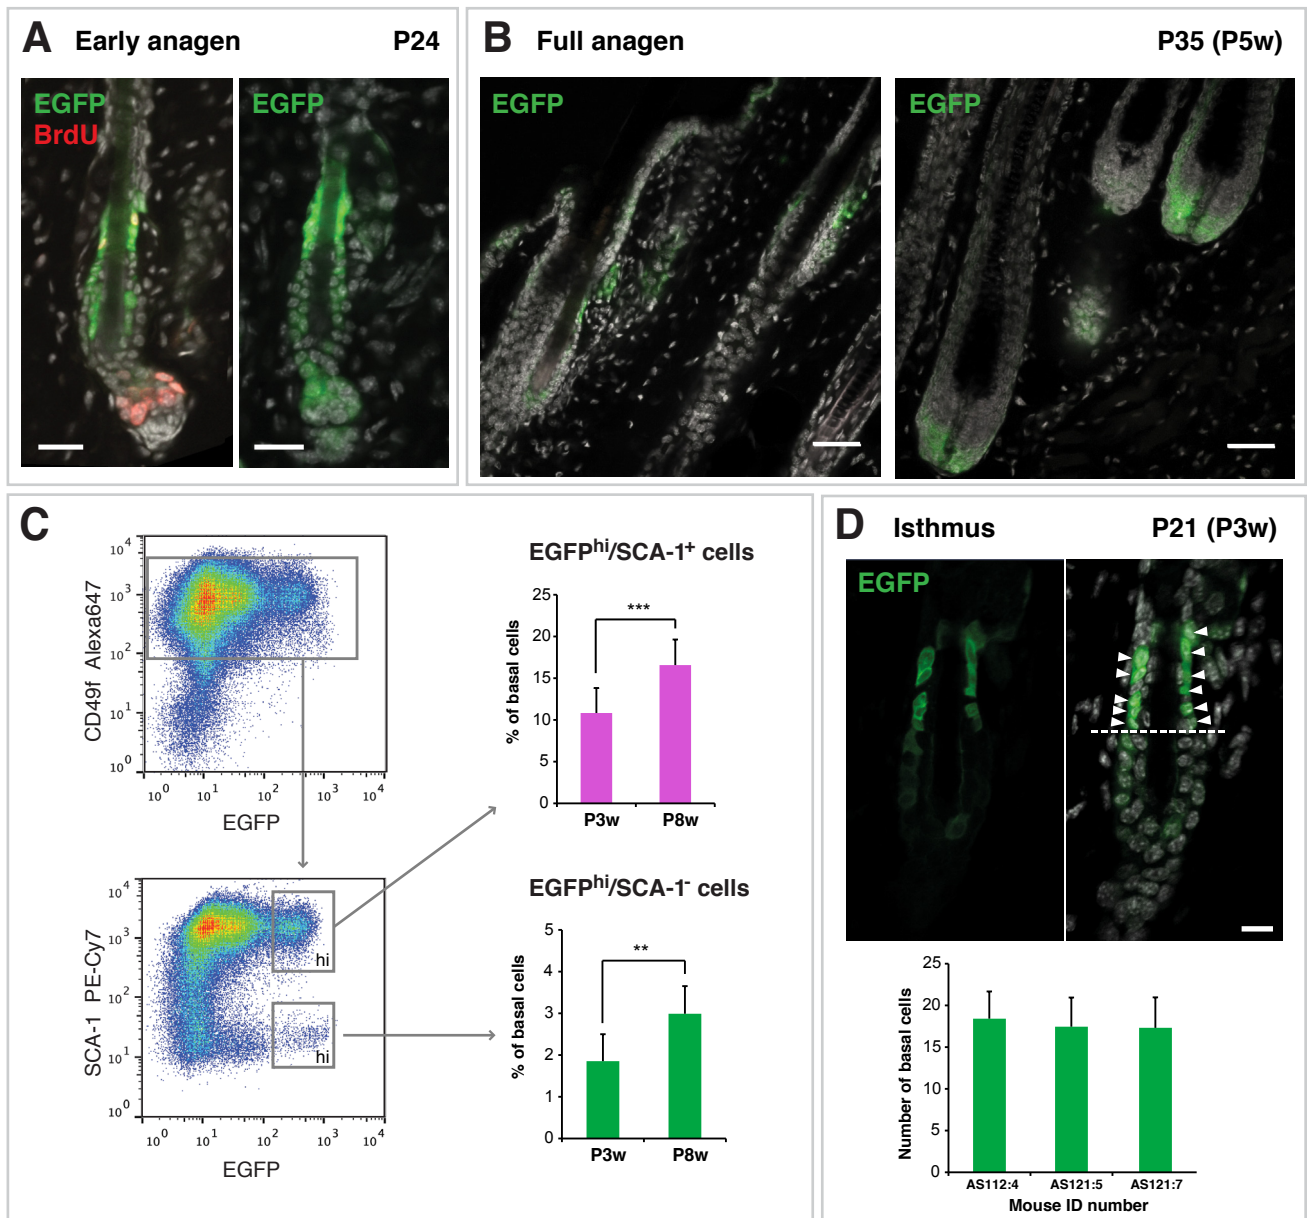 A Early anagen P24
EGFP
BrdU
EGFP
B Full anagen P35 (P5w)
EGFP
EGFP
C
CD49f Alexa647
10^4
10^3
10^2
10^1
10^0
10^0 10^1 10^2 10^3 10^4
EGFP
SCA-1 PE-Cy7
10^4
10^3
10^2
10^1
10^0
hi
hi
10^0 10^1 10^2 10^3 10^4
EGFP
EGFP^hi/SCA-1^+ cells
% of basal cells
25
20
15
10
5
0
***
P3w P8w
EGFP^hi/SCA-1^- cells
% of basal cells
5
4
3
2
1
0
**
P3w P8w
D Isthmus P21 (P3w)
EGFP
Number of basal cells
25
20
15
10
5
0
AS112:4 AS121:5 AS121:7
Mouse ID number